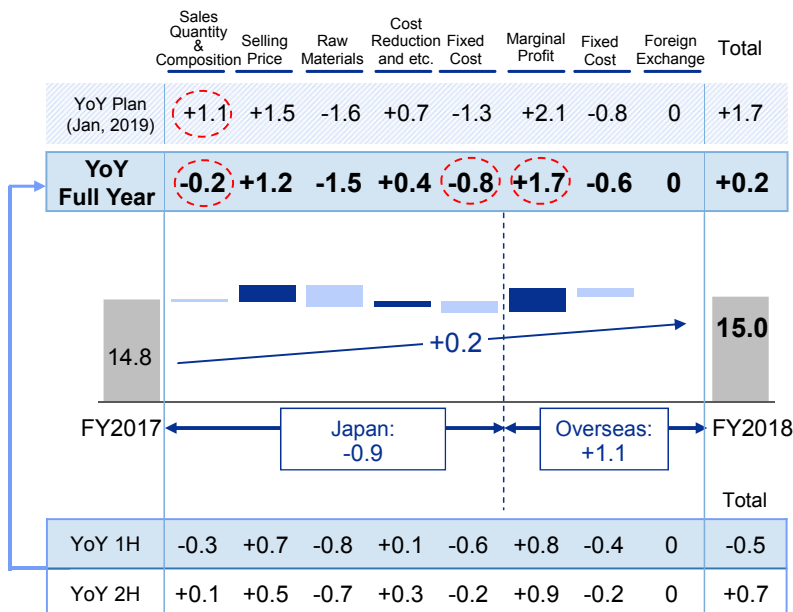 Sales Quantity & Composition Selling Price Raw Materials Cost Reduction and etc. Fixed Cost Marginal Profit Fixed Cost Foreign Exchange Total
YoY Plan (Jan, 2019) +1.1 +1.5 -1.6 +0.7 -1.3 +2.1 -0.8 0 +1.7
YoY Full Year -0.2 +1.2 -1.5 +0.4 -0.8 +1.7 -0.6 0 +0.2
14.8
+0.2
15.0
FY2017
Japan:
-0.9
Overseas:
+1.1
FY2018
Total
YoY 1H -0.3 +0.7 -0.8 +0.1 -0.6 +0.8 -0.4 0 -0.5
YoY 2H +0.1 +0.5 -0.7 +0.3 -0.2 +0.9 -0.2 0 +0.7